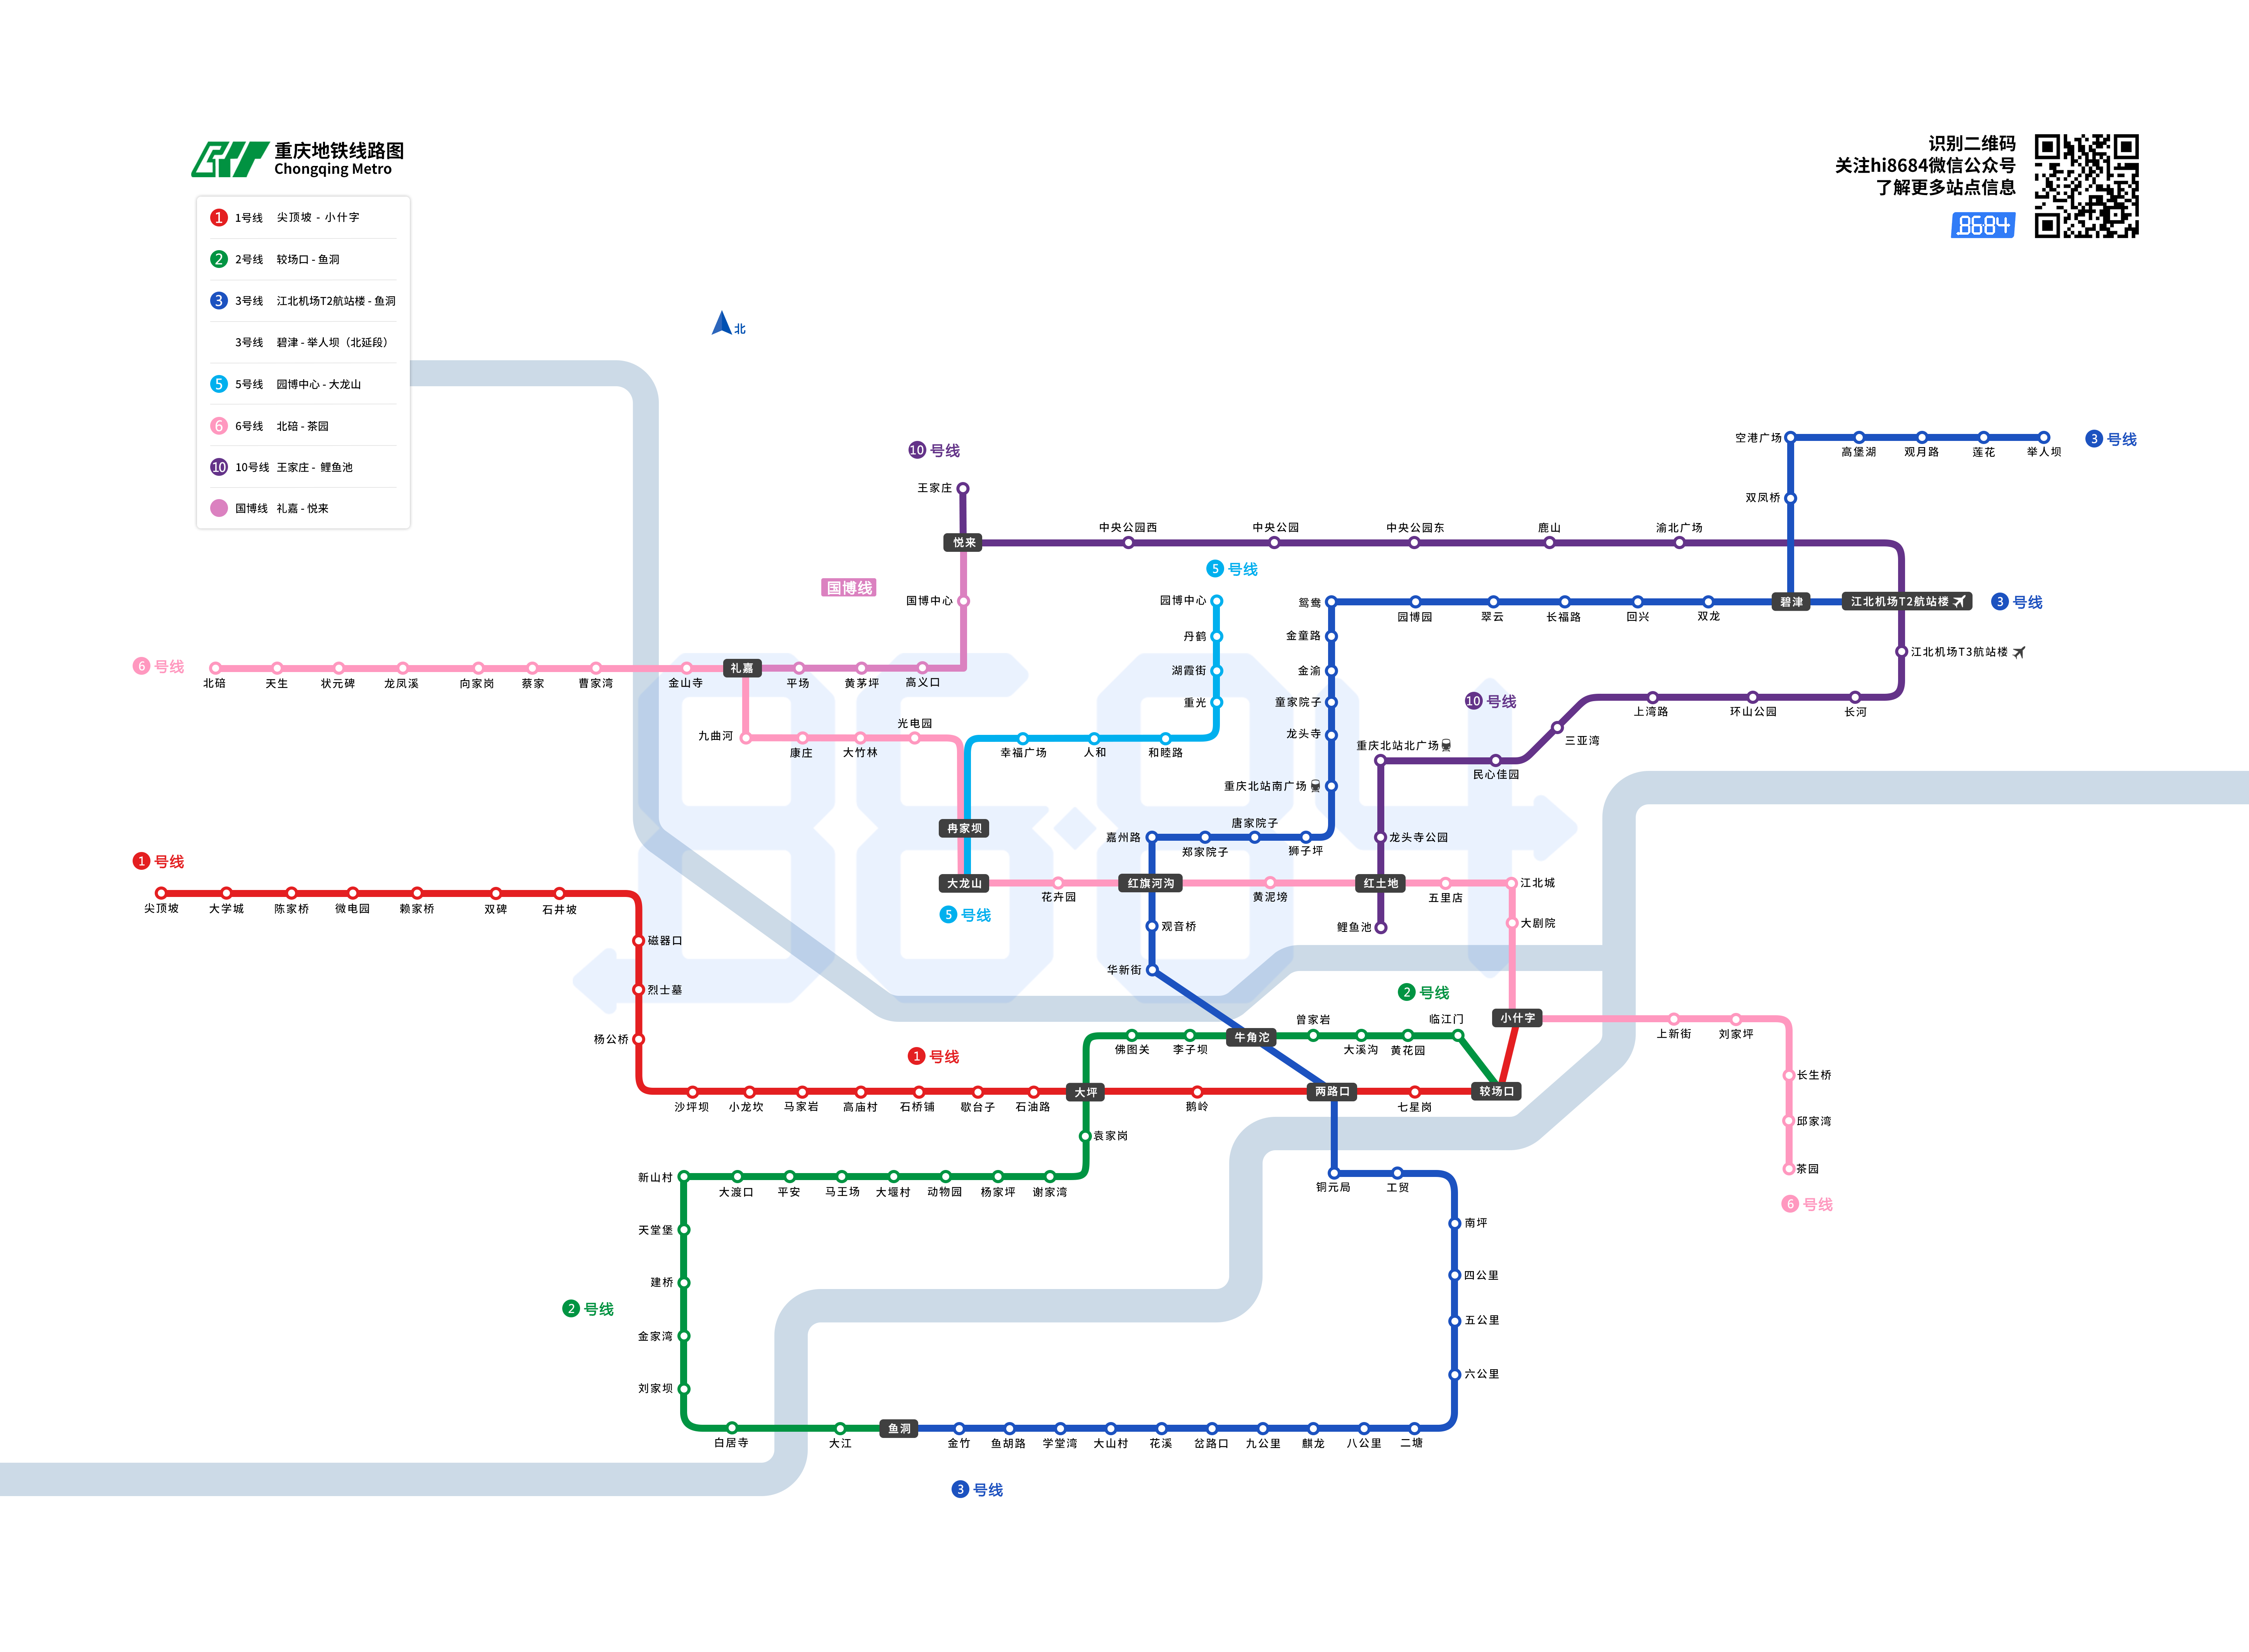 重庆地铁线路图
Chongqing Metro
识别二维码
关注hi8684微信公众号
了解更多站点信息
8684
1 1号线 尖顶坡 - 小什字
2 2号线 较场口 - 鱼洞
3 3号线 江北机场T2航站楼 - 鱼洞
3号线 碧津 - 举人坝（北延段）
5 5号线 园博中心 - 大龙山
6 6号线 北碚 - 茶园
10 10号线 王家庄 - 鲤鱼池
国博线 礼嘉 - 悦来
北
10 号线
王家庄
悦来
中央公园西
中央公园
中央公园东
鹿山
渝北广场
空港广场
高堡湖
观月路
莲花
举人坝
3 号线
双凤桥
国博线
国博中心
5 号线
园博中心
丹鹤
湖霞街
重光
鸳鸯
园博园
翠云
长福路
回兴
双龙
碧津
江北机场T2航站楼
3 号线
江北机场T3航站楼
金童路
金渝
童家院子
龙头寺
重庆北站南广场
6 号线
北碚
天生
状元碑
龙凤溪
向家岗
蔡家
曹家湾
金山寺
礼嘉
平场
黄茅坪
高义口
九曲河
康庄
大竹林
光电园
幸福广场
人和
和睦路
10 号线
上湾路
环山公园
长河
三亚湾
重庆北站北广场
民心佳园
冉家坝
嘉州路
郑家院子
唐家院子
狮子坪
龙头寺公园
1 号线
尖顶坡
大学城
陈家桥
微电园
赖家桥
双碑
石井坡
大龙山
5 号线
花卉园
红旗河沟
黄泥塝
红土地
五里店
江北城
大剧院
观音桥
鲤鱼池
华新街
磁器口
烈士墓
杨公桥
2 号线
小什字
上新街
刘家坪
长生桥
邱家湾
茶园
6 号线
佛图关
李子坝
牛角沱
曾家岩
大溪沟
黄花园
临江门
1 号线
沙坪坝
小龙坎
马家岩
高庙村
石桥铺
歇台子
石油路
大坪
鹅岭
两路口
七星岗
较场口
袁家岗
新山村
大渡口
平安
马王场
大堰村
动物园
杨家坪
谢家湾
铜元局
工贸
南坪
四公里
五公里
六公里
天堂堡
建桥
2 号线
金家湾
刘家坝
白居寺
大江
鱼洞
金竹
鱼胡路
学堂湾
大山村
花溪
岔路口
九公里
麒龙
八公里
二塘
3 号线